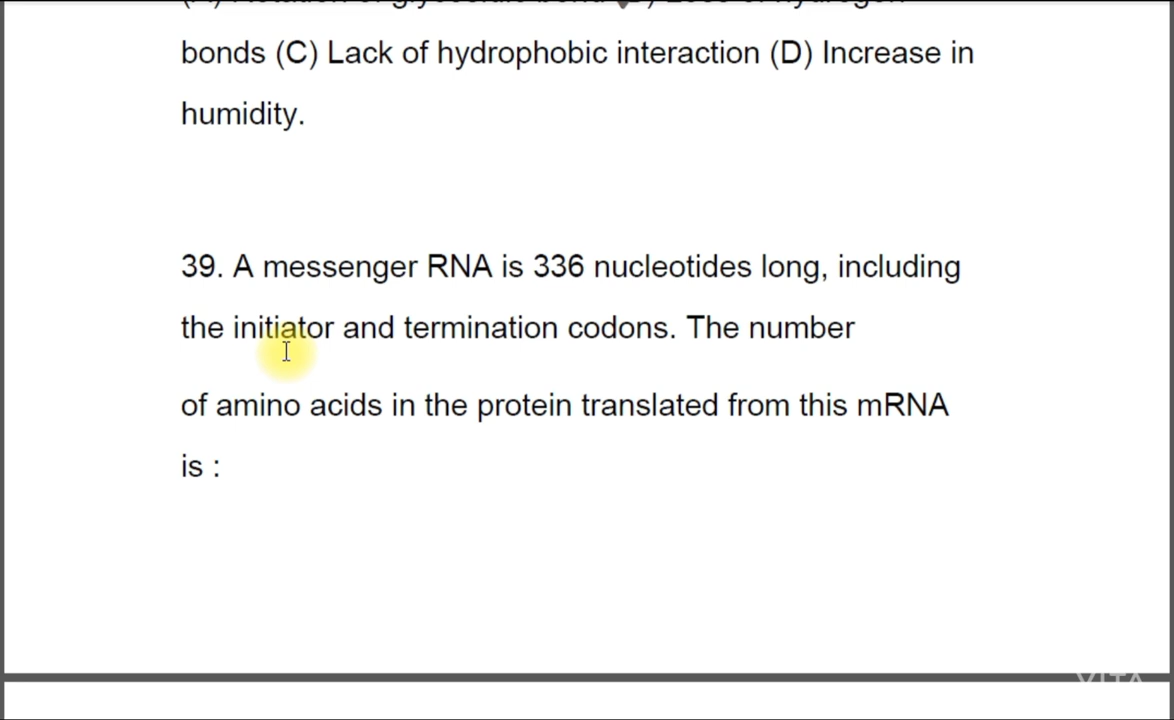 bonds (C) Lack of hydrophobic interaction (D) Increase in
humidity.
39. A messenger RNA is 336 nucleotides long, including
the initiator and termination codons. The number
of amino acids in the protein translated from this mRNA
is :